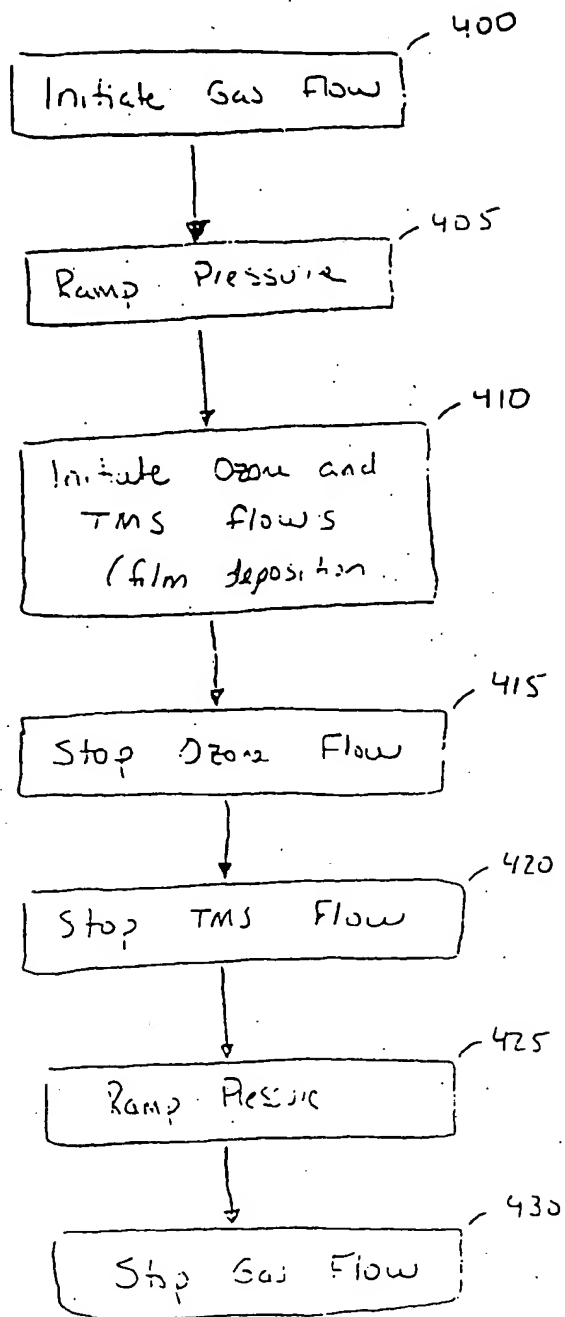 400
Initiate Gas Flow
405
Ramp Pressure
410
Initiate Ozone and
TMS flows
(film deposition
415
Stop Ozone Flow
420
Stop TMS Flow
425
Ramp Pressure
430
Stop Gas Flow